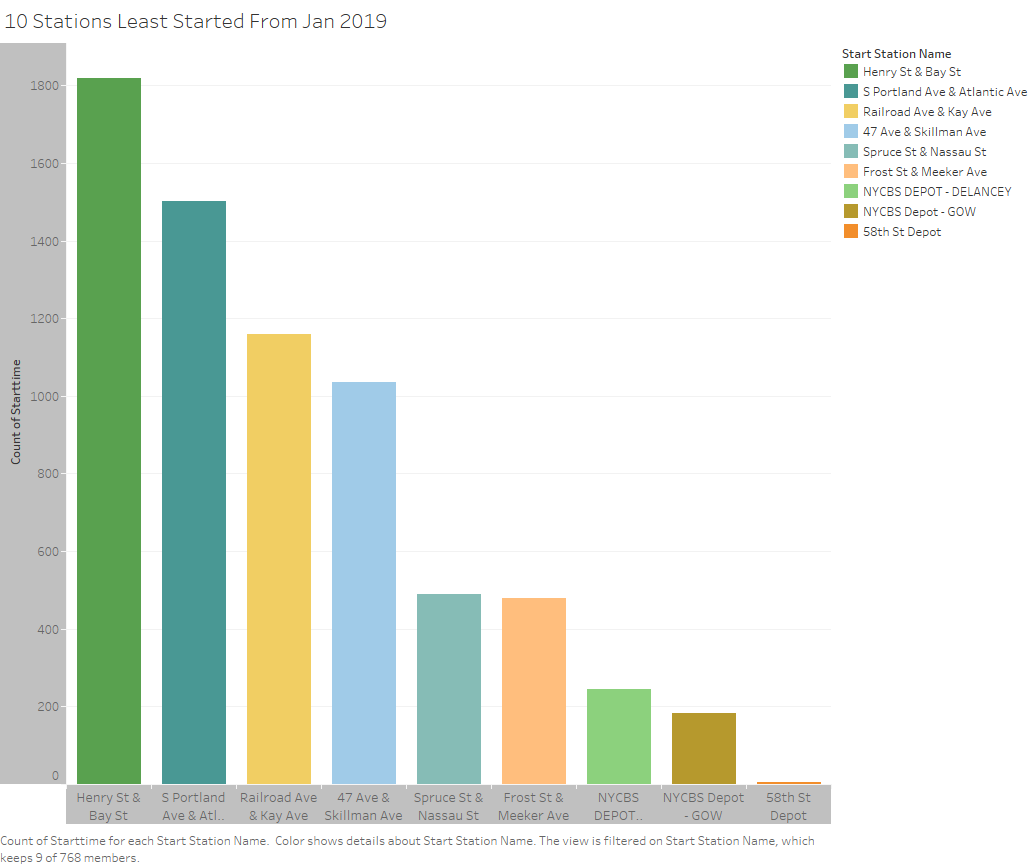 10 Stations Least Started From Jan 2019
Start Station Name
Henry St & Bay St
S Portland Ave & Atlantic Ave
Railroad Ave & Kay Ave
47 Ave & Skillman Ave
Spruce St & Nassau St
Frost St & Meeker Ave
NYCBS DEPOT - DELANCEY
NYCBS Depot - GOW
58th St Depot
Count of Starttime
1800
1600
1400
1200
1000
800
600
400
200
0
Henry St &
Bay St
S Portland
Ave & Atl..
Railroad Ave
& Kay Ave
47 Ave &
Skillman Ave
Spruce St &
Nassau St
Frost St &
Meeker Ave
NYCBS
DEPOT..
NYCBS Depot
- GOW
58th St
Depot
Count of Starttime for each Start Station Name.  Color shows details about Start Station Name. The view is filtered on Start Station Name, which
keeps 9 of 768 members.